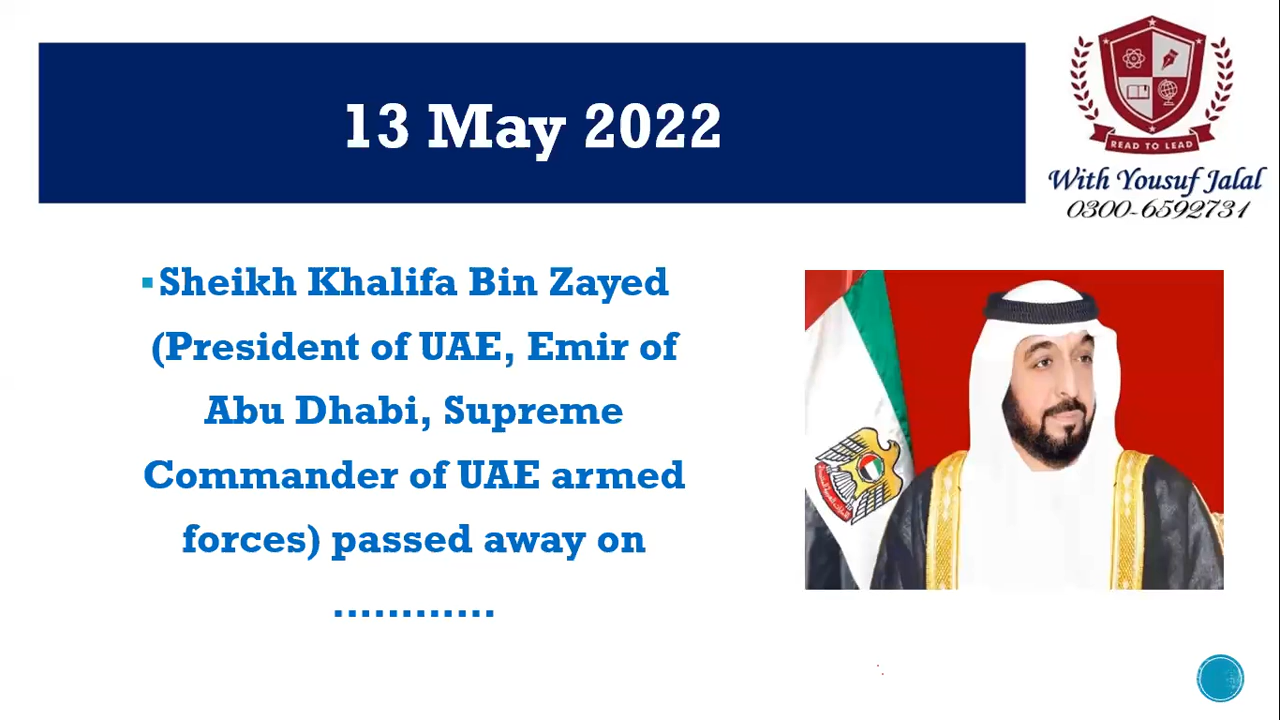 13 May 2022
READ TO LEAD
With Yousuf Jalal
0300-6592731
▪Sheikh Khalifa Bin Zayed
(President of UAE, Emir of
Abu Dhabi, Supreme
Commander of UAE armed
forces) passed away on
............